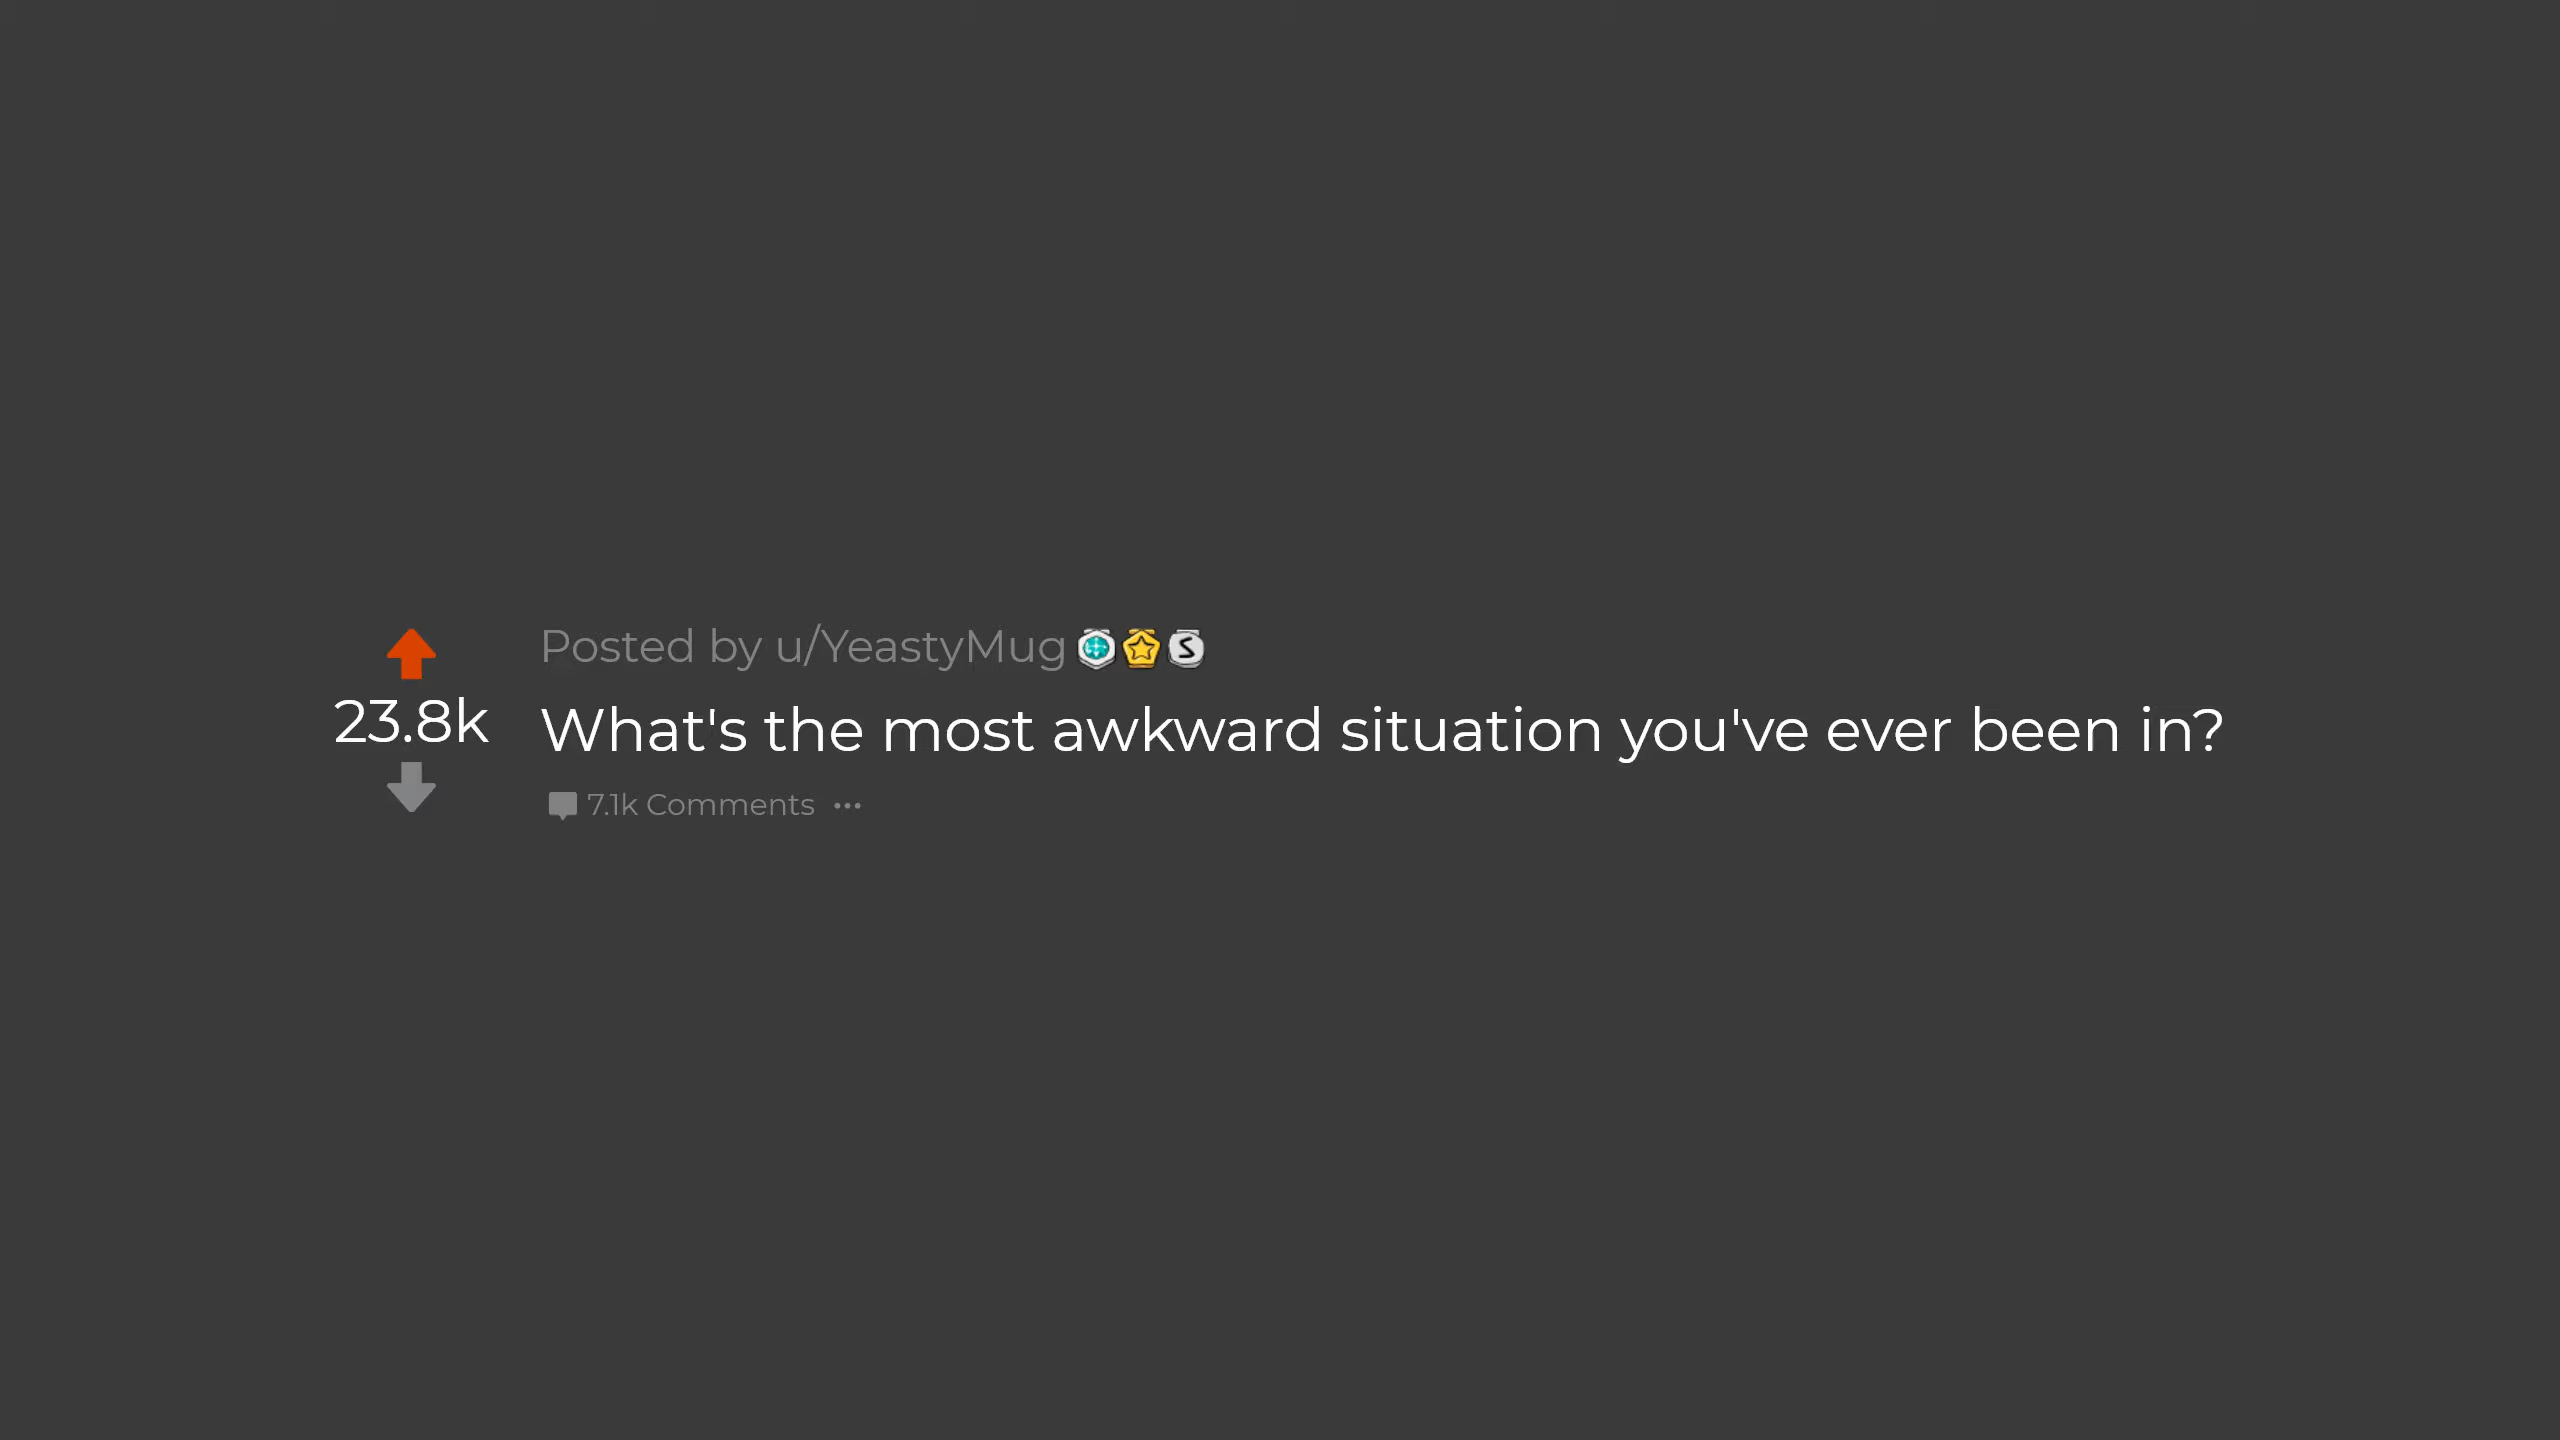 Posted by u/YeastyMug
23.8k
What's the most awkward situation you've ever been in?
7.1k Comments